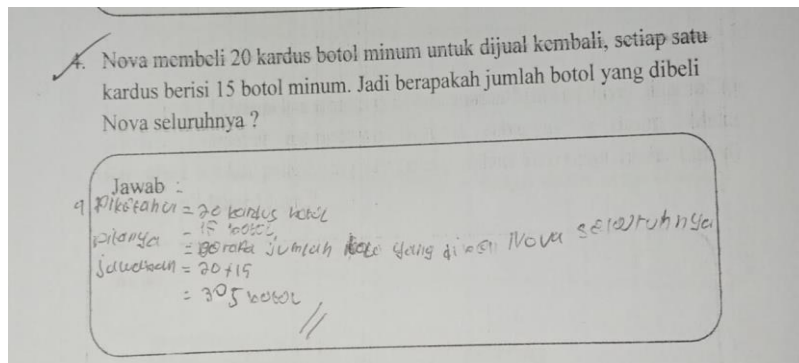 4. Nova membeli 20 kardus botol minum untuk dijual kembali, setiap satu
kardus berisi 15 botol minum. Jadi berapakah jumlah botol yang dibeli
Nova seluruhnya ?
Jawab :
Diketahui = 20 kardus botol
- 15 botol
Ditanya = Berapa jumlah yang dibeli Nova selaruhnya
Jawaban = 20 + 15
= 305 botol